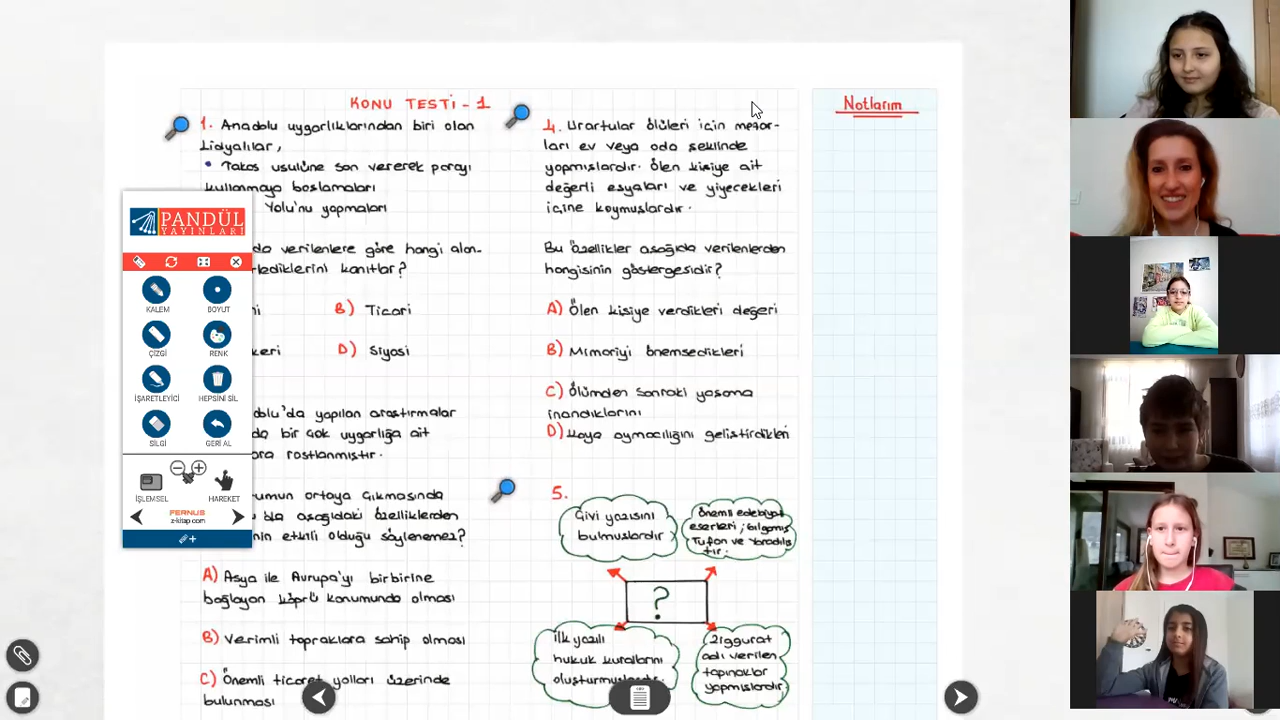 KONU TESTİ - 1
1. Anadolu uygarlıklarından biri olan
Lidyalılar,
• Takas usulüne son vererek parayı
kullanmaya başlamaları
Yolu'nu yapmaları
da verilenlere göre hangi alan-
rlediklerini kanıtlar?
B) Ticari
D) Siyasi
olu'da yapılan araştırmalar
da bir çok uygarlığa ait
ara rastlanmıştır.
rumun ortaya çıkmasında
aşağıdaki özelliklerden
nin etkili olduğu söylenemez?
A) Asya ile Avrupa'yı birbirine
bağlayan köprü konumunda olması
B) Verimli topraklara sahip olması
C) Önemli ticaret yolları üzerinde
bulunması
4. Urartular ölüleri için mezar-
ları ev veya oda şeklinde
yapmışlardır. Ölen kişiye ait
değerli eşyaları ve yiyecekleri
içine koymuşlardır.
Bu özellikler aşağıda verilenlerden
hangisinin göstergesidir?
A) Ölen kişiye verdikleri değeri
B) Mimariyi önemsedikleri
C) Ölümden sonraki yaşama
inandıklarını
D) Kaya oymacılığını geliştirdikleri
5.
Çivi yazısını
bulmuşlardır
Önemli edebiyat
eserleri; bilgamış
Tufan ve Yaradılış
tır.
?
İlk yazılı
hukuk kurallarını
oluşturmuşlardır.
Ziggurat
adı verilen
tapınaklar
yapmışlardır.
Notlarım
PANDÜL
YAYINLARI
KALEM
BOYUT
ÇİZGİ
RENK
İŞARETLEYİCİ
HEPSİNİ SİL
SİLGİ
GERİ AL
İŞLEMSEL
HAREKET
FERNUS
z-kitap.com